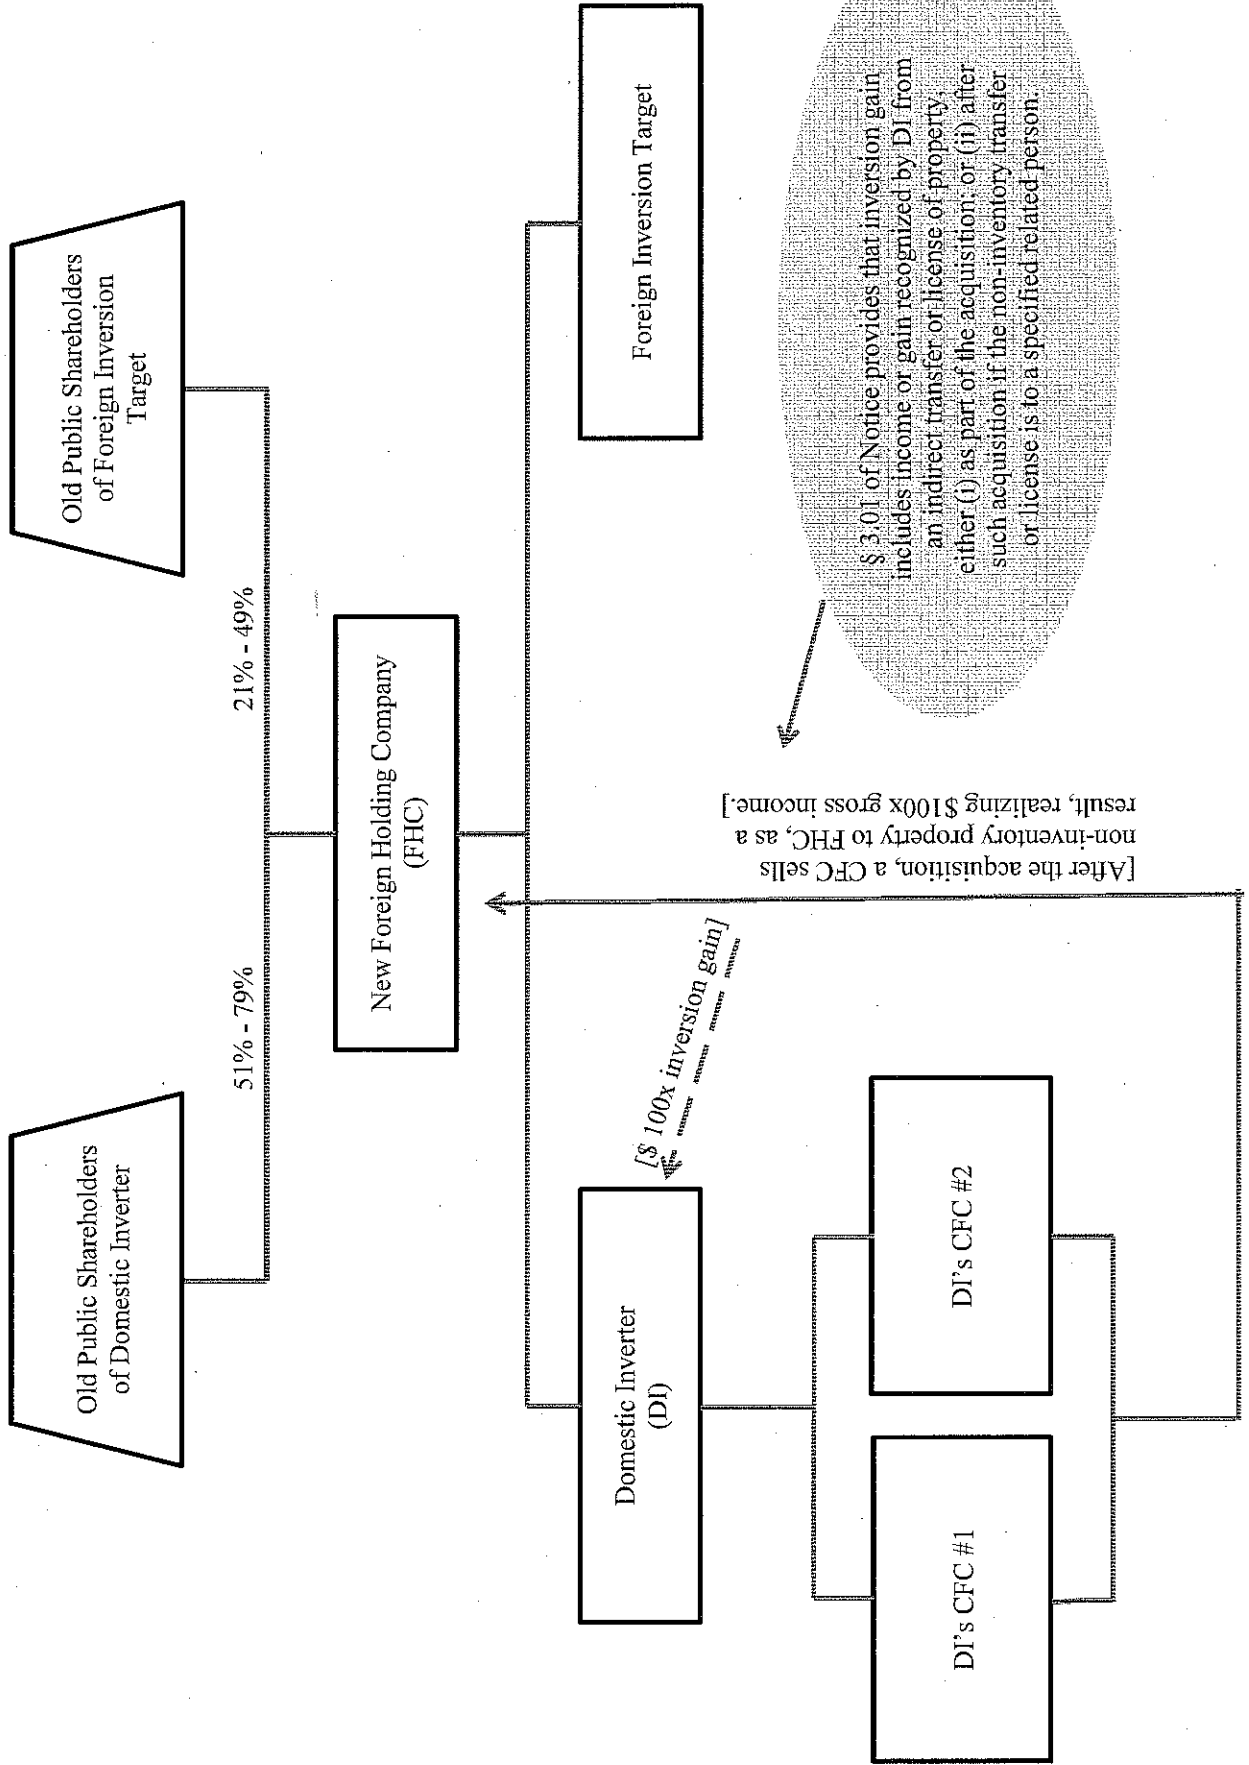 Old Public Shareholders
of Domestic Inverter
Old Public Shareholders
of Foreign Inversion
Target
51% - 79%
21% - 49%
New Foreign Holding Company
(FHC)
Domestic Inverter
(DI)
Foreign Inversion Target
[$ 100x inversion gain]
[After the acquisition, a CFC sells
non-inventory property to FHC, as a
result, realizing $100x gross income.]
§ 3.01 of Notice provides that inversion gain
includes income or gain recognized by DI from
an indirect transfer or license of property,
either (i) as part of the acquisition; or (ii) after
such acquisition if the non-inventory transfer
or license is to a specified related person.
DI's CFC #1
DI's CFC #2